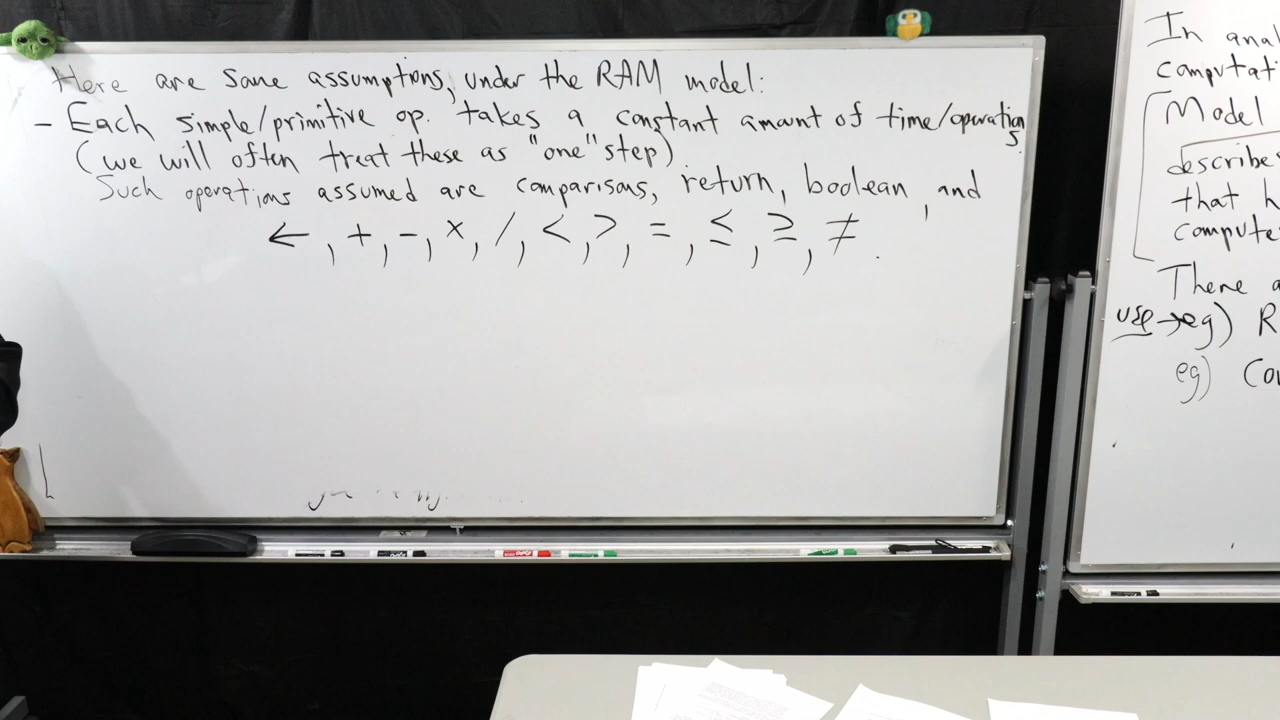 Here are some assumptions, under the RAM model:
- Each simple/primitive op. takes a constant amount of time/operations.
(we will often treat these as "one" step)
Such operations assumed are comparisons, return, boolean, and
←, +, -, ×, /, <, >, =, ≤, ≥, ≠.
In anal
computati
Model
describes
that h
compute
There a
use → eg) R
eg) Co